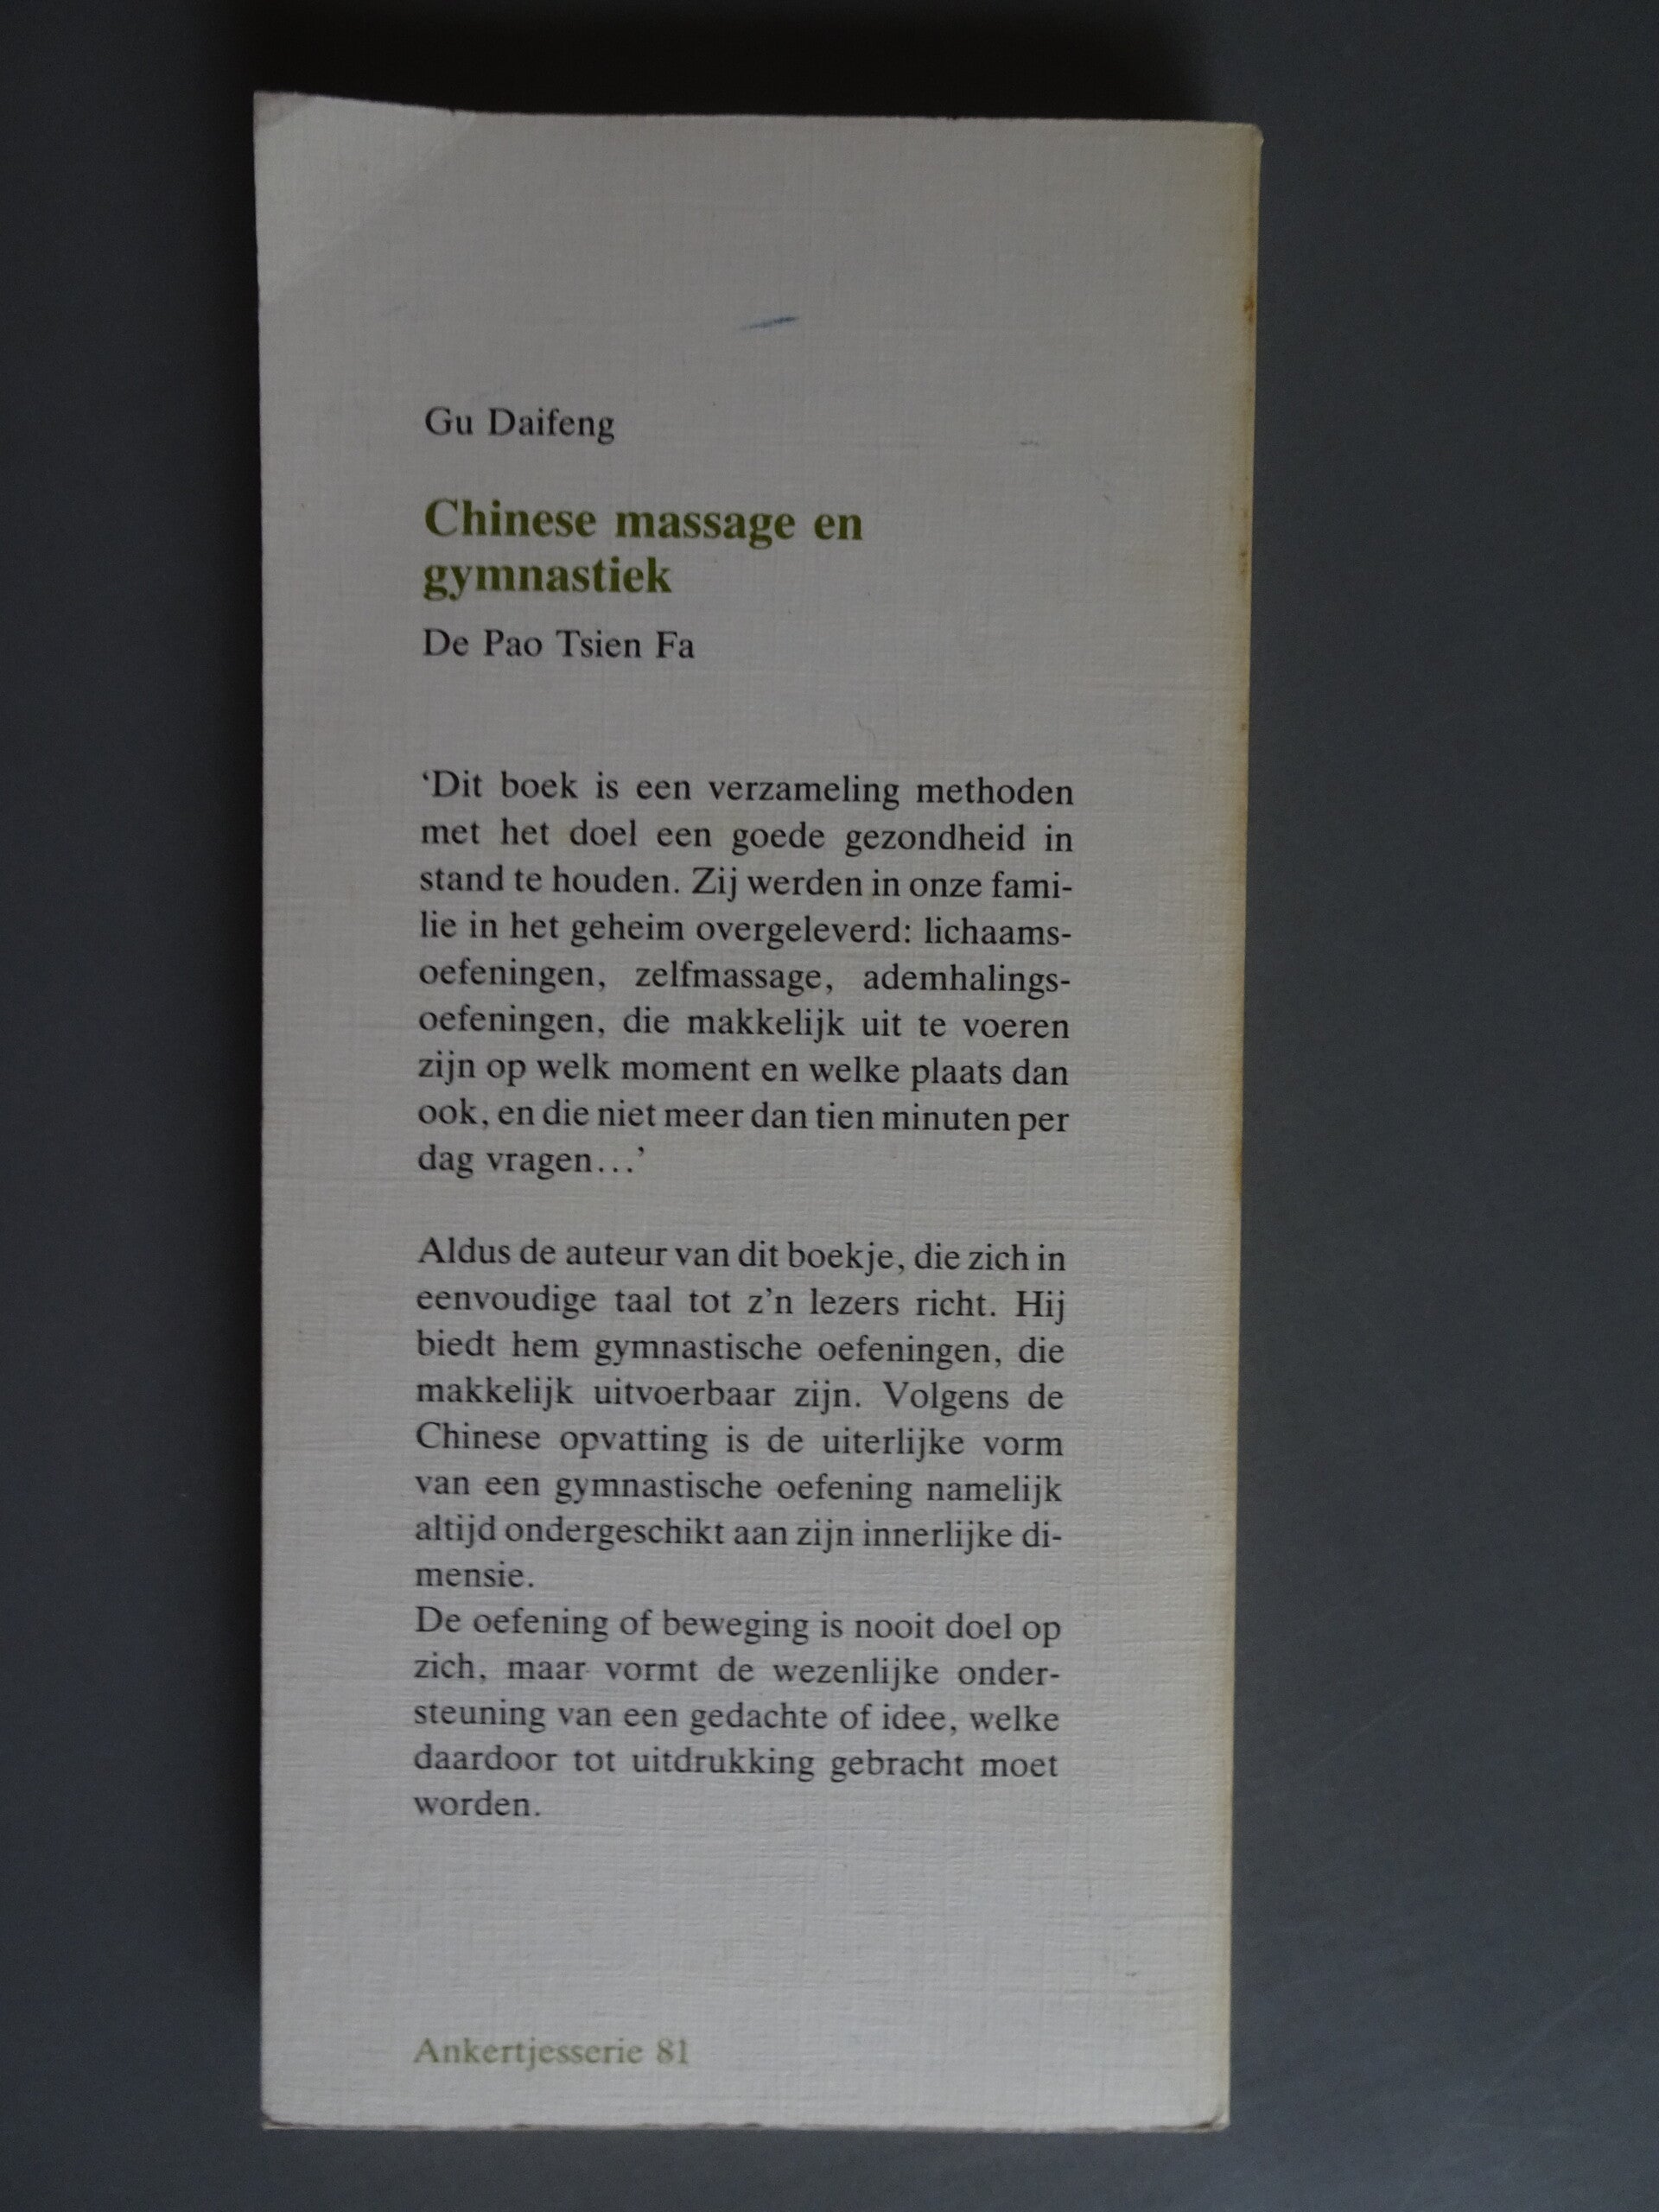 Gu Daifeng
Chinese massage en
gymnastiek
De Pao Tsien Fa
‘Dit boek is een verzameling methoden
met het doel een goede gezondheid in
stand te houden. Zij werden in onze fami-
lie in het geheim overgeleverd: lichaams-
oefeningen, zelfmassage, ademhalings-
oefeningen, die makkelijk uit te voeren
zijn op welk moment en welke plaats dan
ook, en die niet meer dan tien minuten per
dag vragen...’
Aldus de auteur van dit boekje, die zich in
eenvoudige taal tot z’n lezers richt. Hij
biedt hem gymnastische oefeningen, die
makkelijk uitvoerbaar zijn. Volgens de
Chinese opvatting is de uiterlijke vorm
van een gymnastische oefening namelijk
altijd ondergeschikt aan zijn innerlijke di-
mensie.
De oefening of beweging is nooit doel op
zich, maar vormt de wezenlijke onder-
steuning van een gedachte of idee, welke
daardoor tot uitdrukking gebracht moet
worden.
Ankertjesserie 81